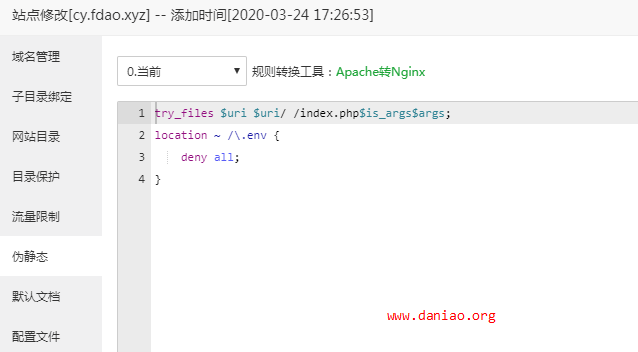 站点修改[cy.fdao.xyz] -- 添加时间[2020-03-24 17:26:53]
域名管理
子目录绑定
网站目录
目录保护
流量限制
伪静态
默认文档
配置文件
0.当前
规则转换工具：Apache转Nginx
1 try_files $uri $uri/ /index.php$is_args$args;
2 location ~ /\.env {
3 deny all;
4 }
www.daniao.org